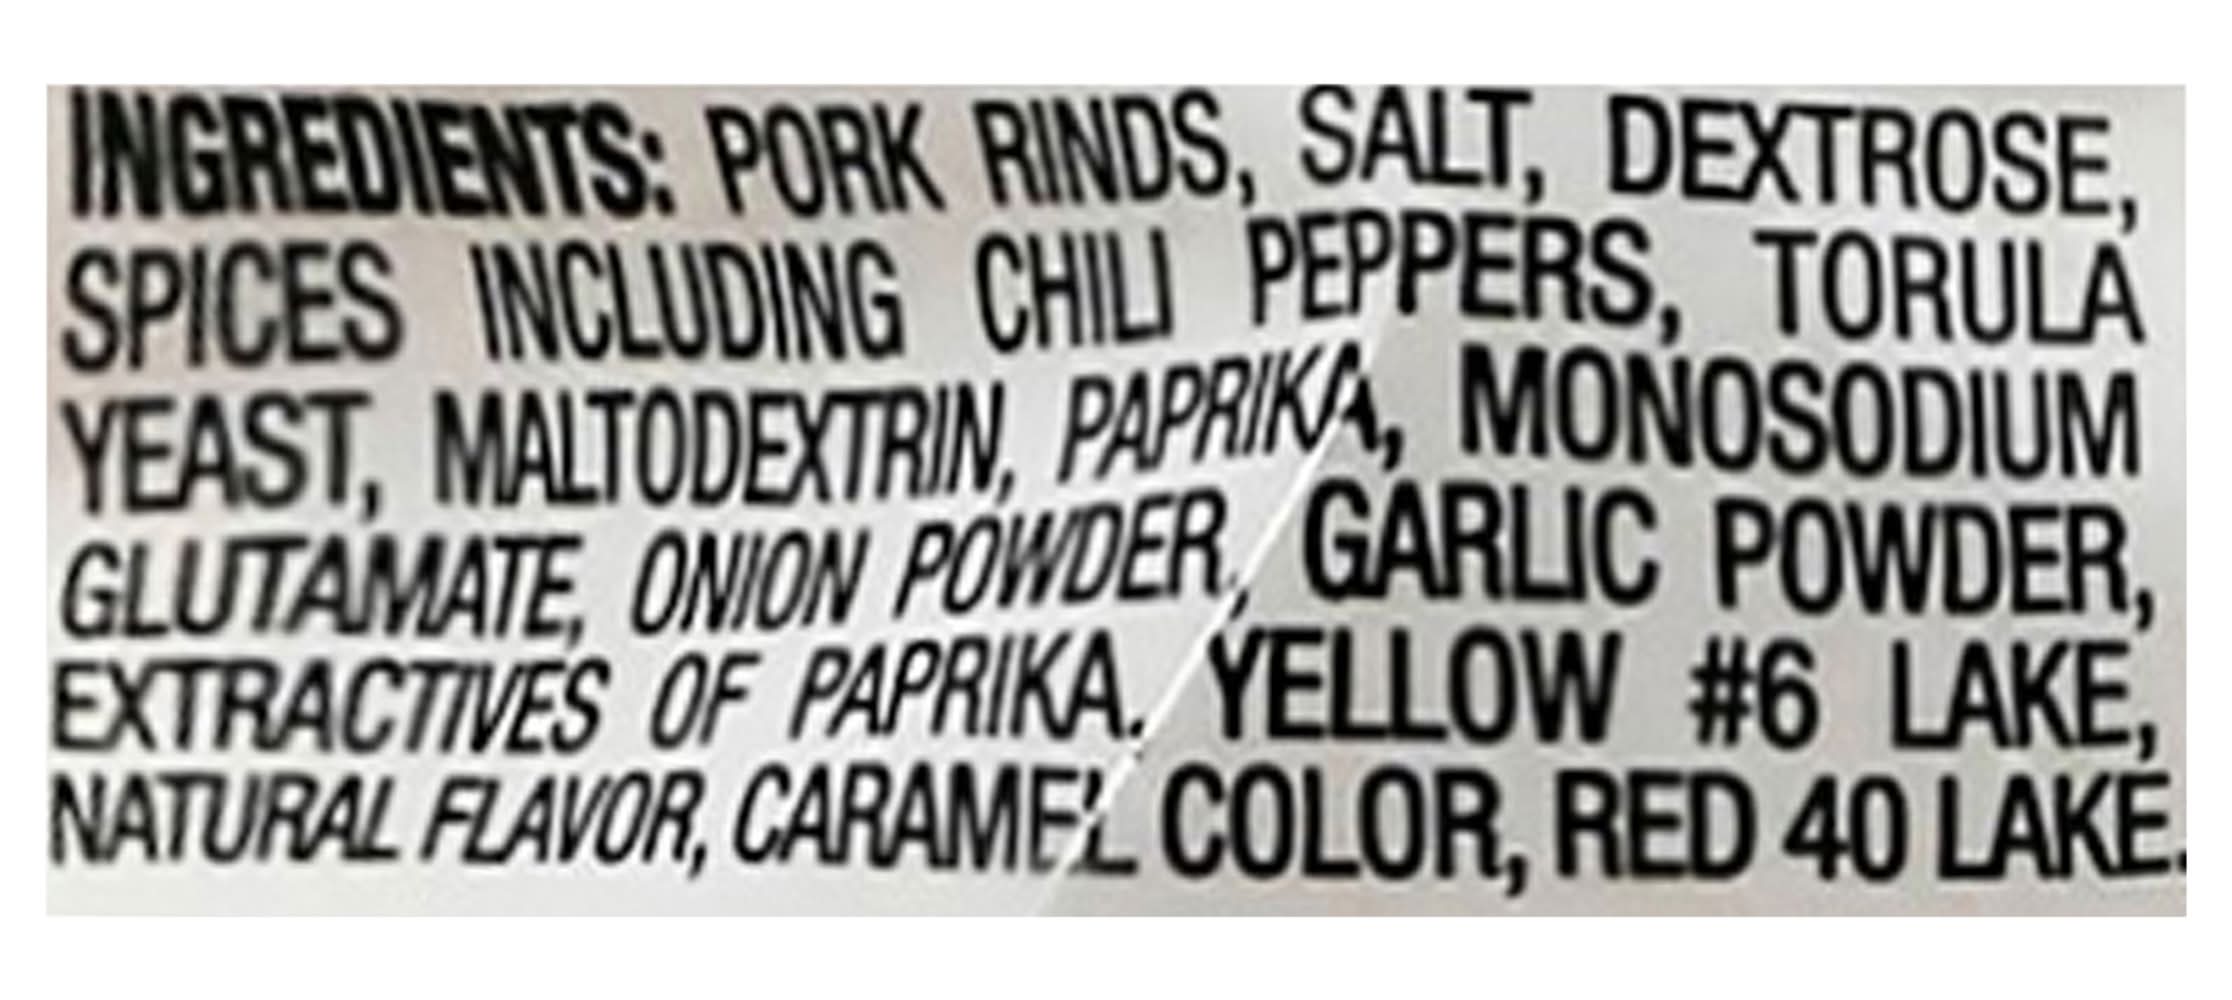 INGREDIENTS: PORK RINDS, SALT, DEXTROSE,
SPICES INCLUDING CHILI PEPPERS, TORULA
YEAST, MALTODEXTRIN, PAPRIKA, MONOSODIUM
GLUTAMATE, ONION POWDER, GARLIC POWDER,
EXTRACTIVES OF PAPRIKA. YELLOW #6 LAKE,
NATURAL FLAVOR, CARAMEL COLOR, RED 40 LAKE.